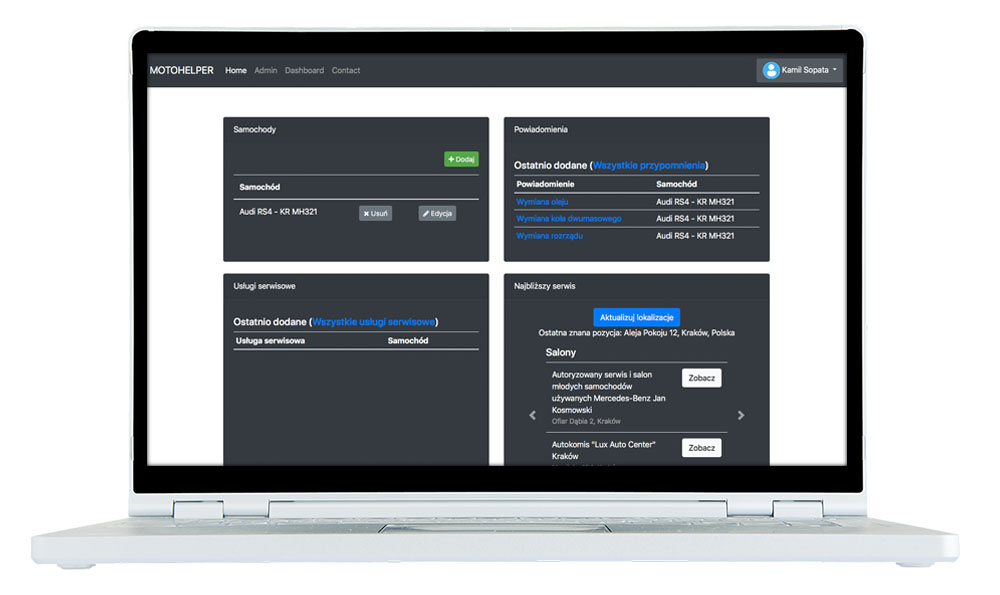 MOTOHELPER Home Admin Dashboard Contact
Kamil Sopata
Samochody
+ Dodaj
Samochód
Audi RS4 - KR MH321
Usuń
Edycja
Powiadomienia
Ostatnio dodane (Wszystkie przypomnienia)
Powiadomienie Samochód
Wymiana oleju Audi RS4 - KR MH321
Wymiana koła dwumasowego Audi RS4 - KR MH321
Wymiana rozrządu Audi RS4 - KR MH321
Usługi serwisowe
Ostatnio dodane (Wszystkie usługi serwisowe)
Usługa serwisowa Samochód
Najbliższy serwis
Aktualizuj lokalizacje
Ostatna znana pozycja: Aleja Pokoju 12, Kraków, Polska
Salony
Autoryzowany serwis i salon
młodych samochodów
używanych Mercedes-Benz Jan
Kosmowski
Ofiar Dąbia 2, Kraków
Zobacz
Autokomis "Lux Auto Center"
Kraków
Zobacz